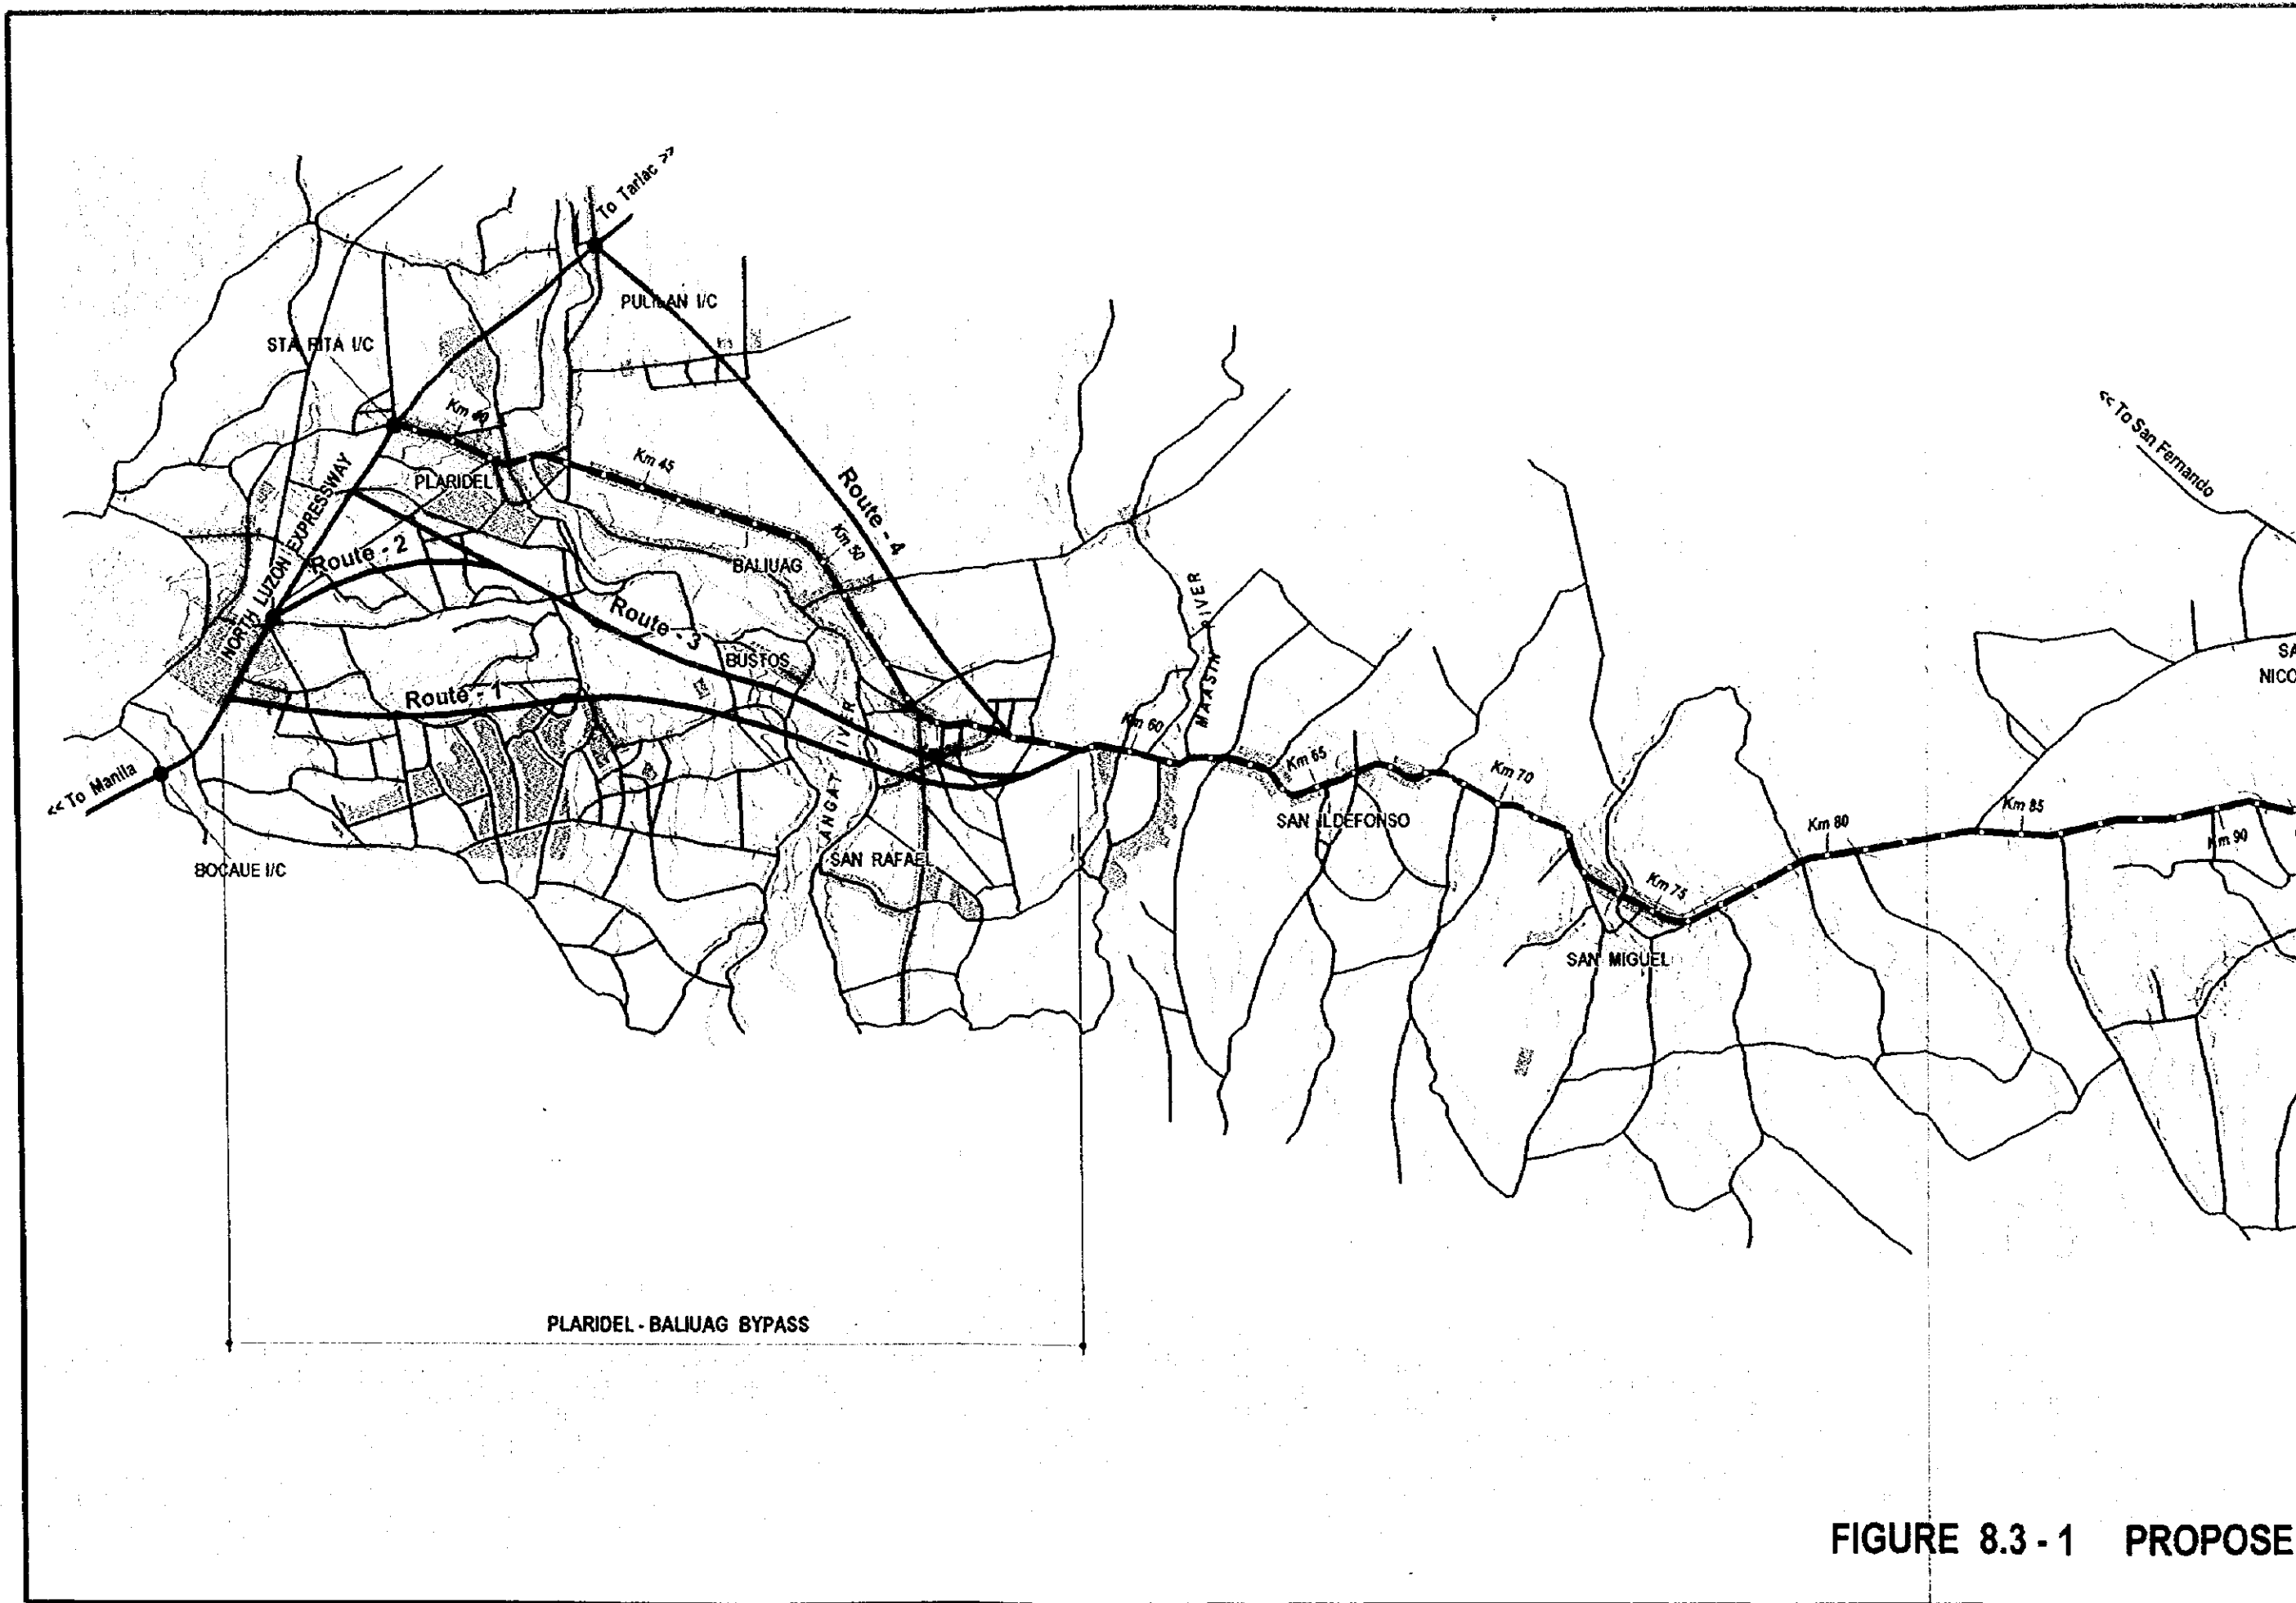 To Tarlac >>
PULILAN I/C
STA RITA I/C
<< To San Fernando
Km 40
Km 45
PLARIDEL
Route - 4
NORTH LUZON EXPRESSWAY
Route - 2
Km 50
BALIUAG
Route - 3
MAASIN RIVER
BUSTOS
SA
NICO
Route - 1
ANGAT RIVER
Km 60
Km 65
Km 70
<< To Manila
SAN ILDEFONSO
Km 80
Km 85
Km 90
BOCAUE I/C
SAN RAFAEL
Km 75
SAN MIGUEL
PLARIDEL - BALIUAG BYPASS
FIGURE 8.3 - 1 PROPOSE